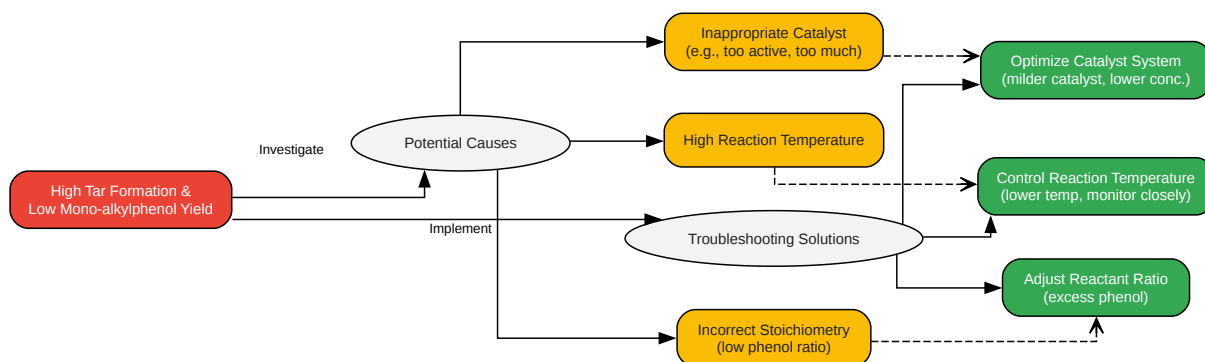 Inappropriate Catalyst
(e.g., too active, too much)
Optimize Catalyst System
(milder catalyst, lower conc.)
Investigate
Potential Causes
High Reaction Temperature
High Tar Formation &
Low Mono-alkylphenol Yield
Control Reaction Temperature
(lower temp, monitor closely)
Implement
Troubleshooting Solutions
Adjust Reactant Ratio
(excess phenol)
Incorrect Stoichiometry
(low phenol ratio)